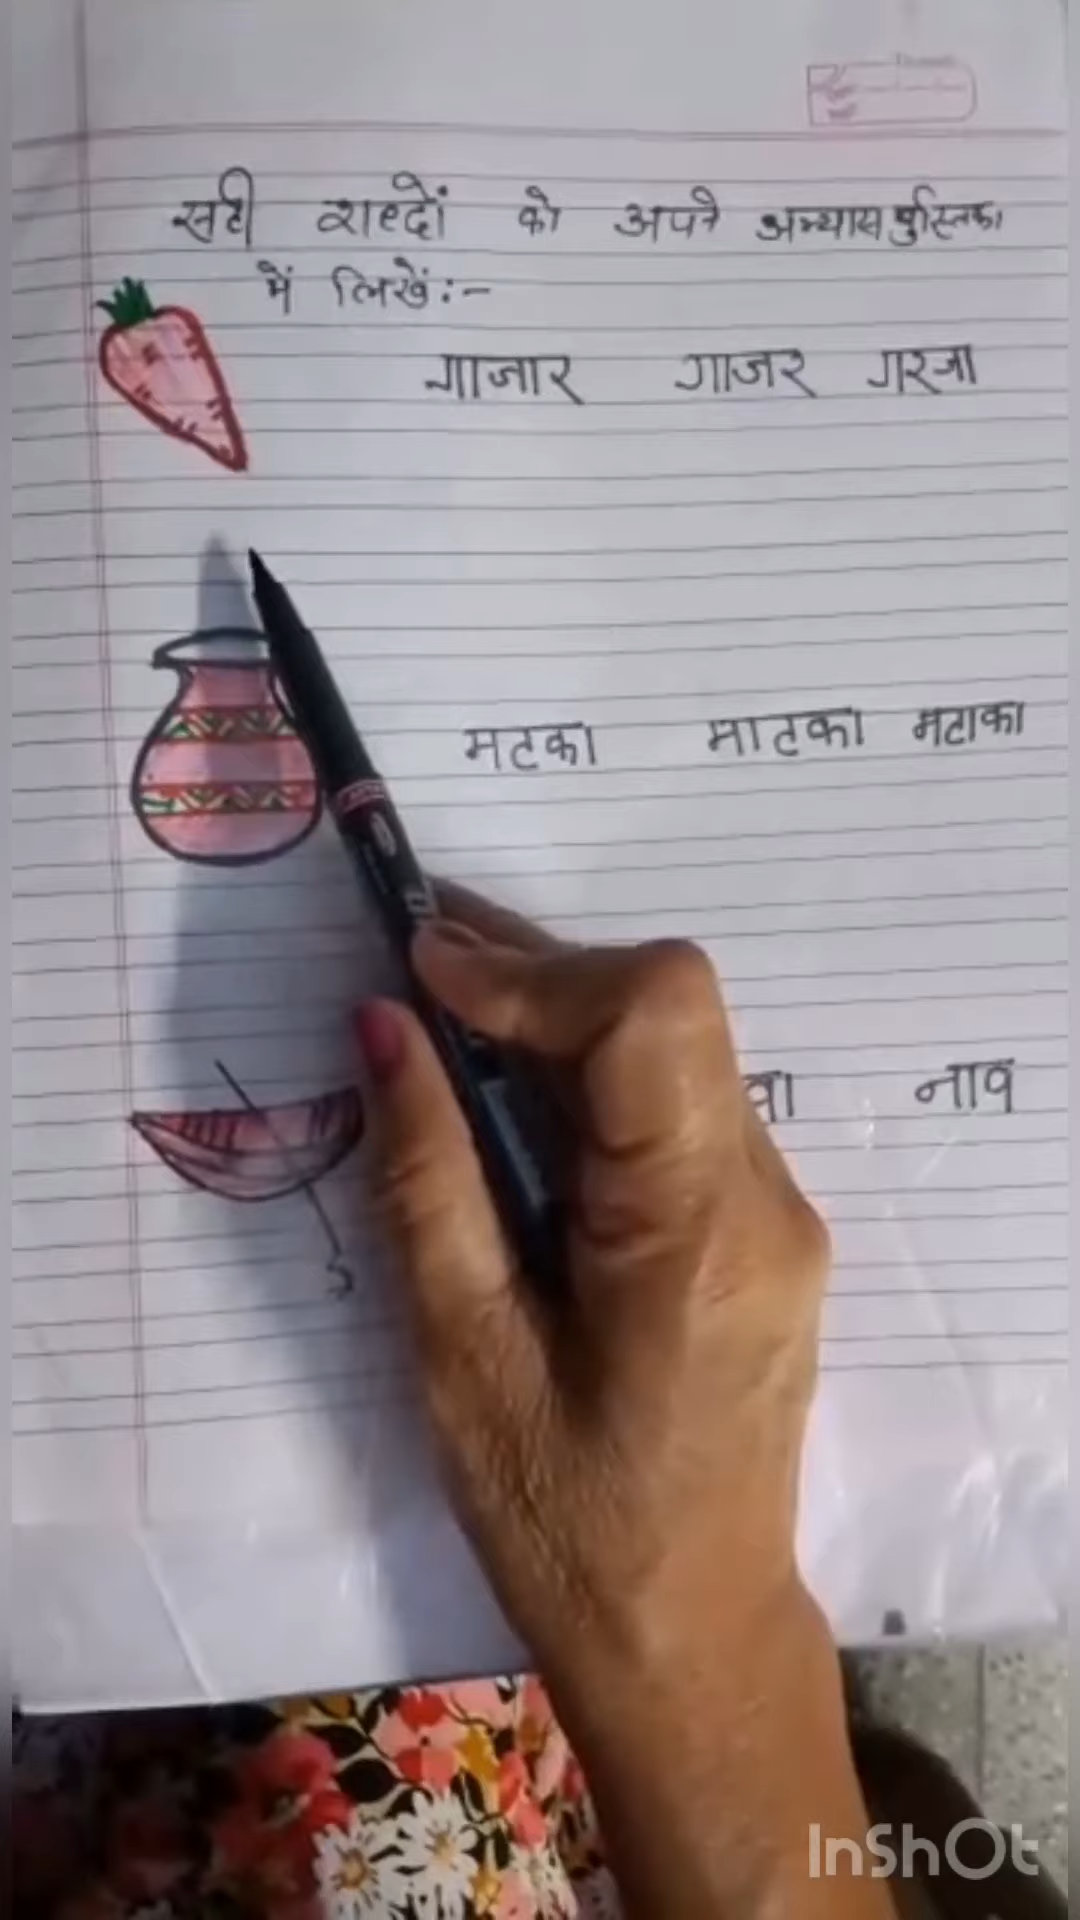 सही शब्दों को अपने अभ्यास पुस्तिका
में लिखें:-
गाजार गाजर गरजा
मटका माटका मटाका
नाव
InShOt